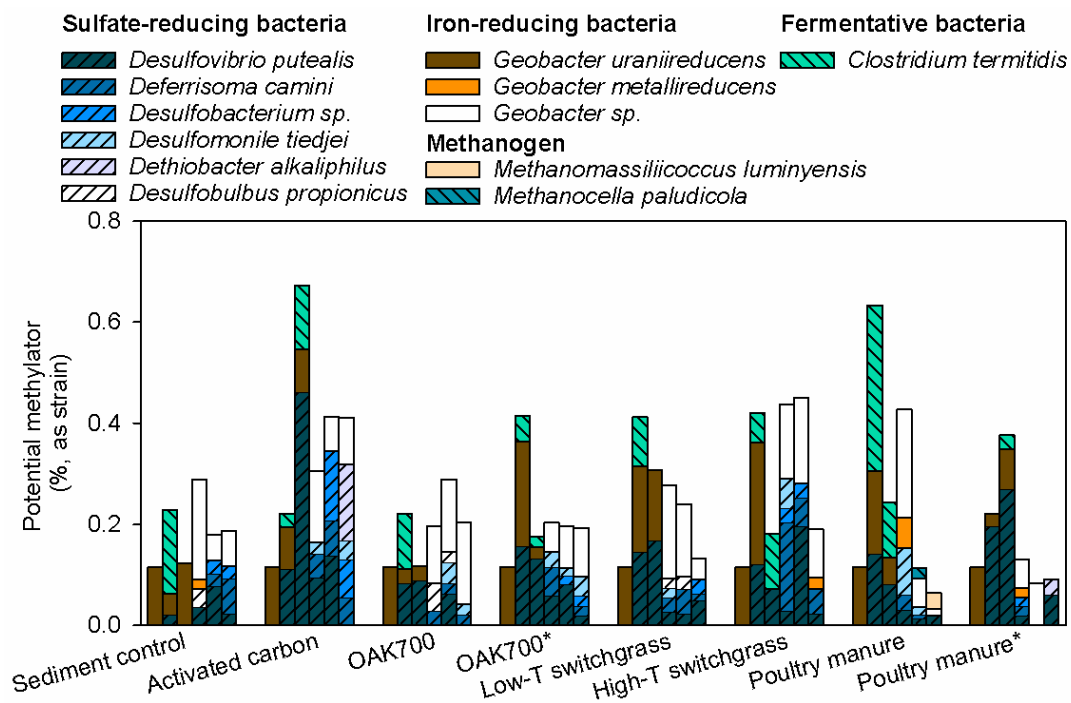 Sulfate-reducing bacteria
Desulfovibrio putealis
Deferrisoma camini
Desulfobacterium sp.
Desulfomonile tiedjei
Dethiobacter alkaliphilus
Desulfobulbus propionicus
Iron-reducing bacteria
Geobacter uraniireducens
Geobacter metallireducens
Geobacter sp.
Methanogen
Methanomassiliicoccus luminyensis
Methanocella paludicola
Fermentative bacteria
Clostridium termitidis
Potential methylator
(%, as strain)
0.8
0.6
0.4
0.2
0.0
Sediment control
Activated carbon
OAK700
OAK700*
Low-T switchgrass
High-T switchgrass
Poultry manure
Poultry manure*